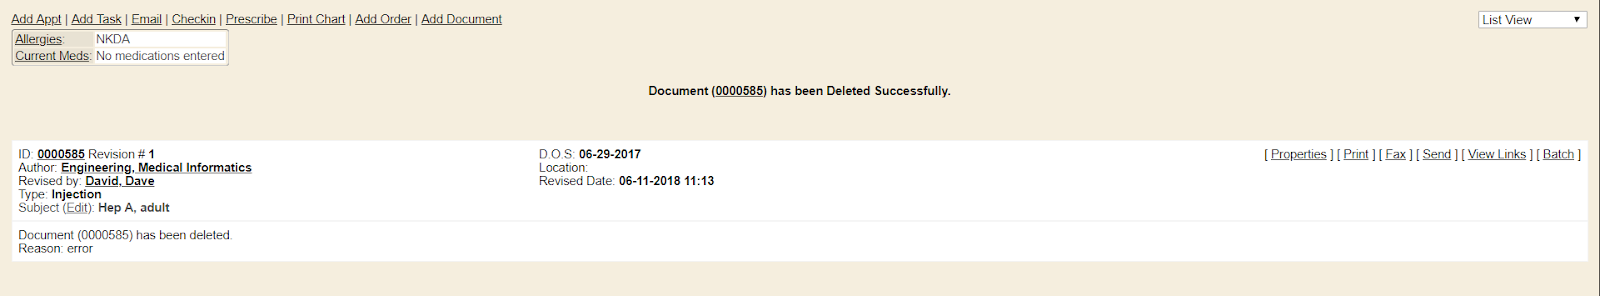 Add Appt | Add Task | Email | Checkin | Prescribe | Print Chart | Add Order | Add Document
List View
Allergies: NKDA
Current Meds: No medications entered
Document (0000585) has been Deleted Successfully.
ID: 0000585 Revision # 1
Author: Engineering, Medical Informatics
Revised by: David, Dave
Type: Injection
Subject (Edit): Hep A, adult
D.O.S: 06-29-2017
Location:
Revised Date: 06-11-2018 11:13
[ Properties ] [ Print ] [ Fax ] [ Send ] [ View Links ] [ Batch ]
Document (0000585) has been deleted.
Reason: error